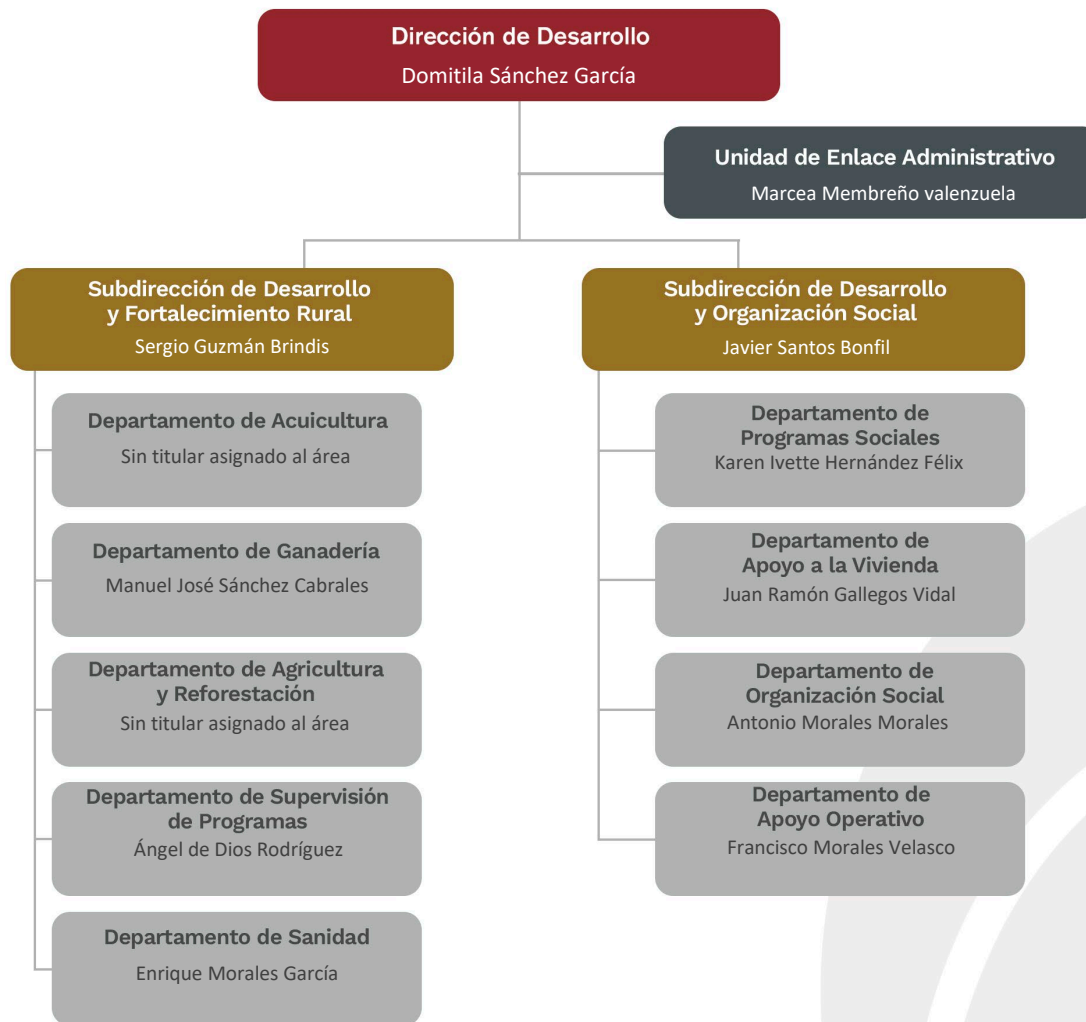 Dirección de Desarrollo
Domitila Sánchez García
Unidad de Enlace Administrativo
Marcea Membreño valenzuela
Subdirección de Desarrollo
y Fortalecimiento Rural
Sergio Guzmán Brindis
Departamento de Acuicultura
Sin titular asignado al área
Departamento de Ganadería
Manuel José Sánchez Cabrales
Departamento de Agricultura
y Reforestación
Sin titular asignado al área
Departamento de Supervisión
de Programas
Ángel de Dios Rodríguez
Departamento de Sanidad
Enrique Morales García
Subdirección de Desarrollo
y Organización Social
Javier Santos Bonfil
Departamento de
Programas Sociales
Karen Ivette Hernández Félix
Departamento de
Apoyo a la Vivienda
Juan Ramón Gallegos Vidal
Departamento de
Organización Social
Antonio Morales Morales
Departamento de
Apoyo Operativo
Francisco Morales Velasco